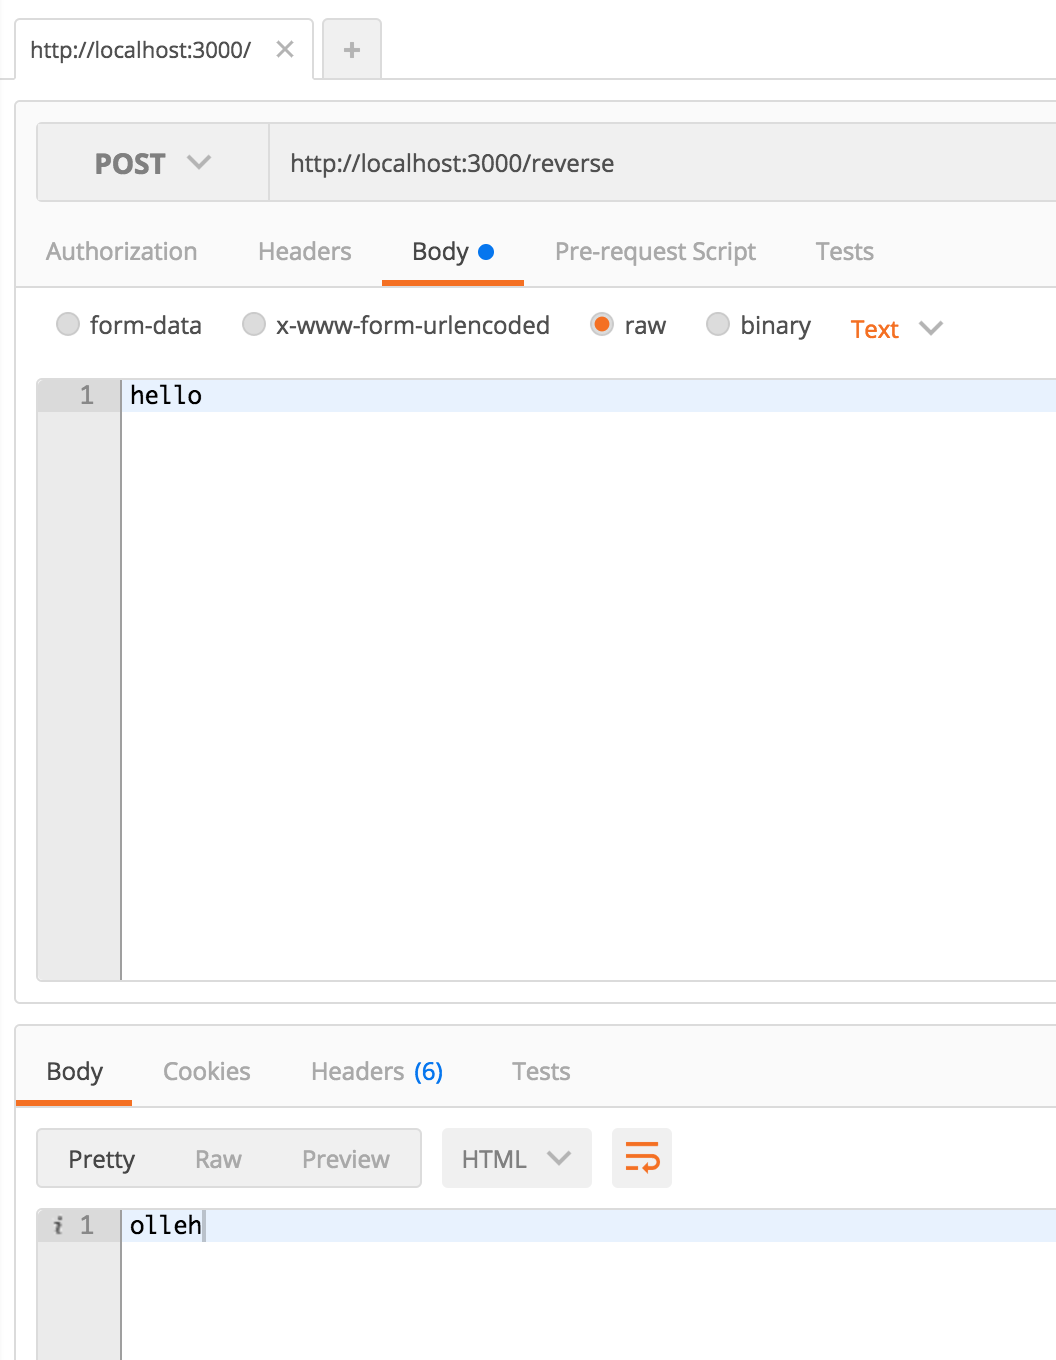 http://localhost:3000/
POST http://localhost:3000/reverse
Authorization Headers Body Pre-request Script Tests
form-data x-www-form-urlencoded raw binary Text
1 hello
Body Cookies Headers (6) Tests
Pretty Raw Preview HTML
i 1 olleh